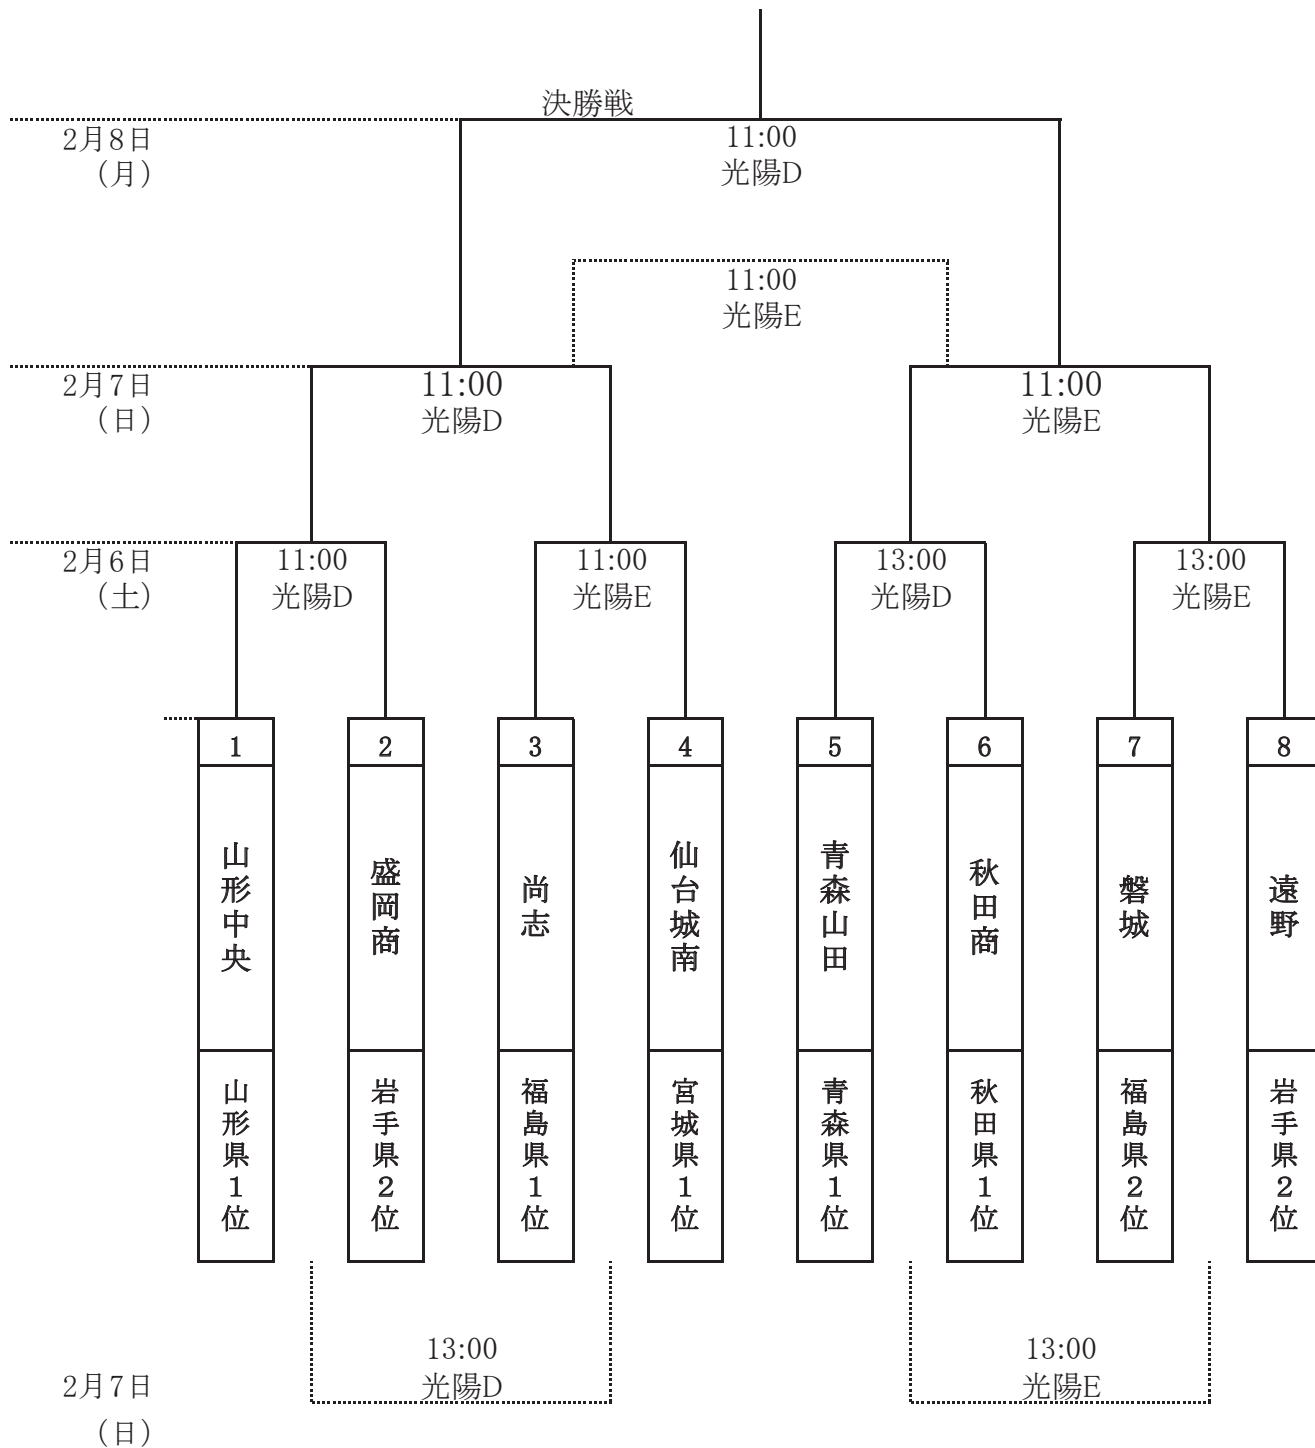 決勝戦
2月8日
（月）
11:00
光陽D
11:00
光陽E
2月7日
（日）
11:00
光陽D
11:00
光陽E
2月6日
（土）
11:00
光陽D
11:00
光陽E
13:00
光陽D
13:00
光陽E
1
2
3
4
5
6
7
8
山形中央
盛岡商
尚志
仙台城南
青森山田
秋田商
磐城
遠野
山形県1位
岩手県2位
福島県1位
宮城県1位
青森県1位
秋田県1位
福島県2位
岩手県2位
13:00
光陽D
13:00
光陽E
2月7日
（日）